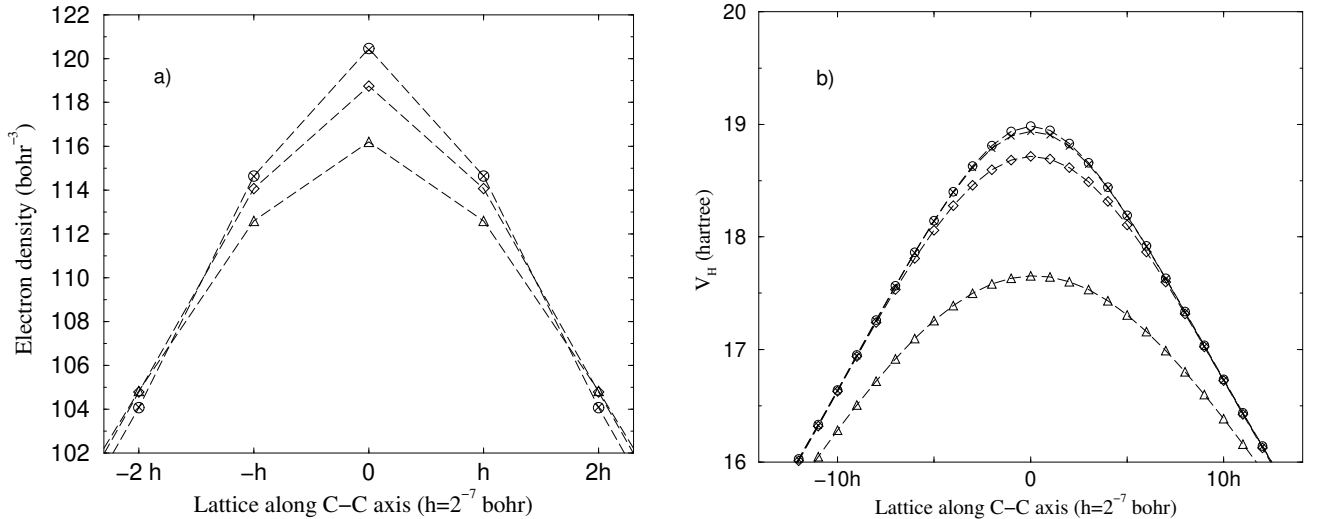 122
120
118
116
114
112
110
108
106
104
102
Electron density (bohr⁻³)
a)
−2 h
−h
0
h
2h
Lattice along C−C axis (h=2⁻⁷ bohr)
20
19
18
17
16
V_H (hartree)
b)
−10h
0
10h
Lattice along C−C axis (h=2⁻⁷ bohr)